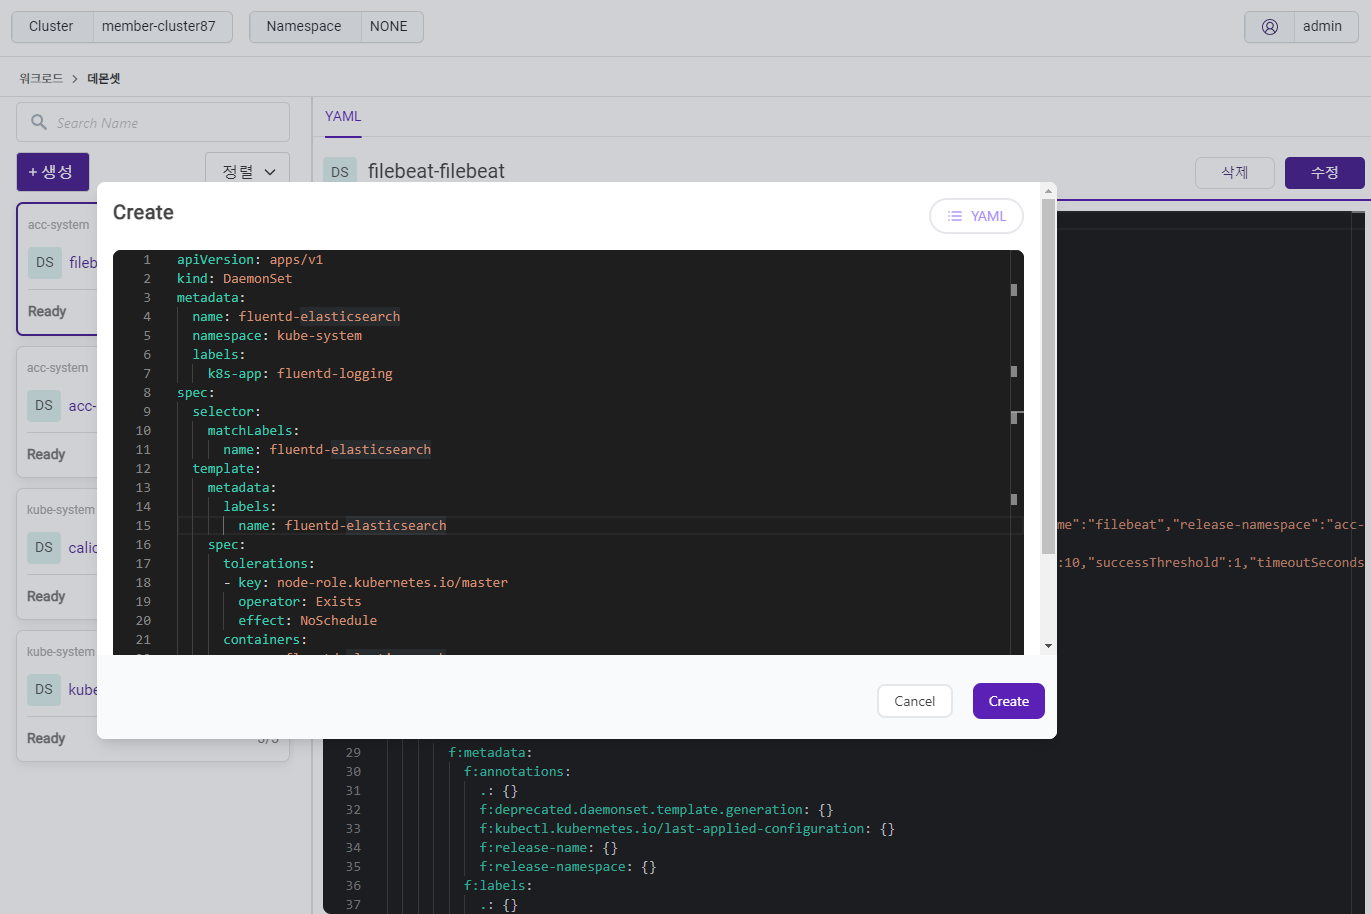 Cluster member-cluster87 Namespace NONE admin
워크로드 > 데몬셋
Search Name
YAML
+ 생성
정렬
DS filebeat-filebeat
삭제
수정
acc-system
DS fileb
Ready
acc-system
DS acc-
Ready
kube-system
DS calic
Ready
kube-system
DS kube
Ready
Create
YAML
1 apiVersion: apps/v1
2 kind: DaemonSet
3 metadata:
4 name: fluentd-elasticsearch
5 namespace: kube-system
6 labels:
7 k8s-app: fluentd-logging
8 spec:
9 selector:
10 matchLabels:
11 name: fluentd-elasticsearch
12 template:
13 metadata:
14 labels:
15 name: fluentd-elasticsearch
16 spec:
17 tolerations:
18 - key: node-role.kubernetes.io/master
19 operator: Exists
20 effect: NoSchedule
21 containers:
Cancel
Create
me":"filebeat","release-namespace":"acc-
:10,"successThreshold":1,"timeoutSeconds
29 f:metadata:
30 f:annotations:
31 .: {}
32 f:deprecated.daemonset.template.generation: {}
33 f:kubectl.kubernetes.io/last-applied-configuration: {}
34 f:release-name: {}
35 f:release-namespace: {}
36 f:labels:
37 .: {}